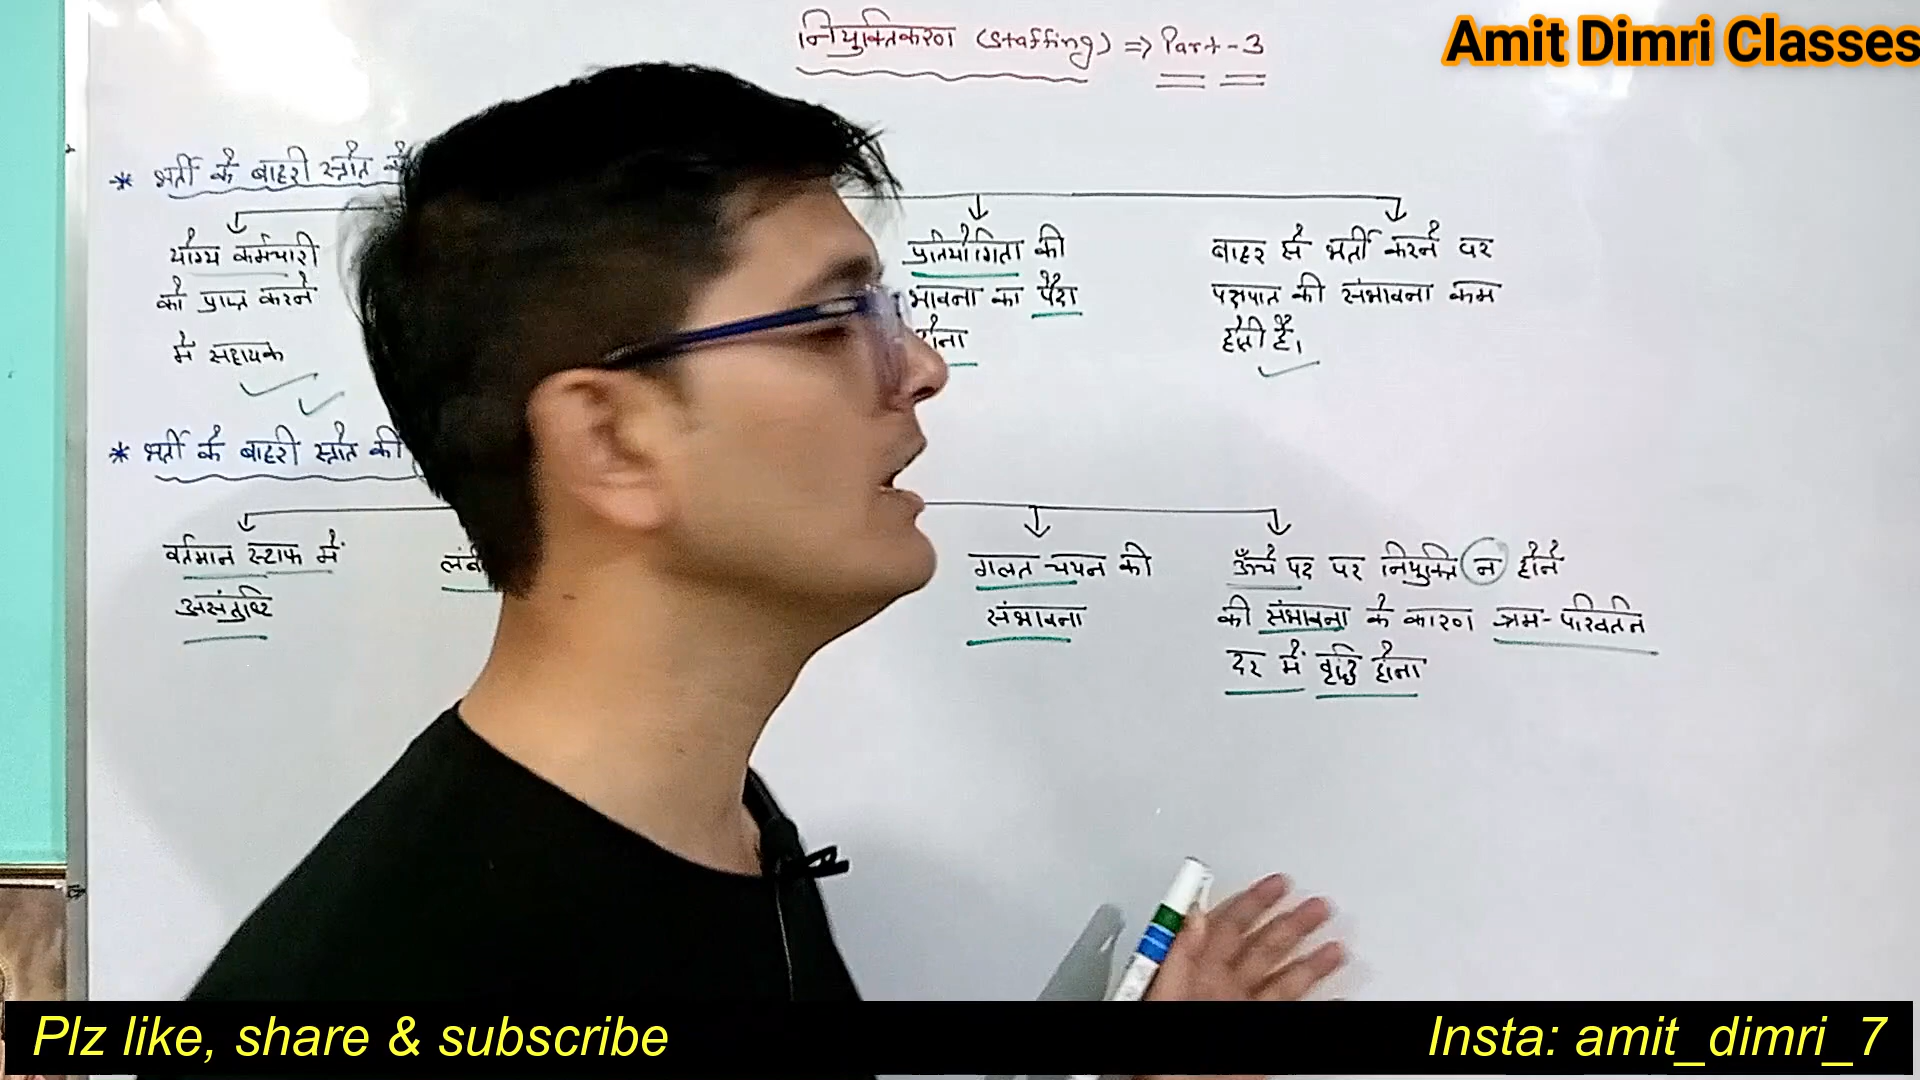 नियुक्तिकरण (Staffing) => Part-3
Amit Dimri Classes
* भर्ती के बाहरी स्त्रोत के
योग्य कर्मचारी
को प्राप्त करने
में सहायक
प्रतियोगिता की
भावना का पैदा
होना
बाहर से भर्ती करने पर
पक्षपात की संभावना कम
होती है।
* भर्ती के बाहरी स्त्रोत की
वर्तमान स्टाफ में
असंतुष्टि
गलत चयन की
संभावना
ऊँचे पद पर नियुक्ति न होने
की संभावना के कारण श्रम-परिवर्तन
दर में वृद्धि होना
Plz like, share & subscribe
Insta: amit_dimri_7